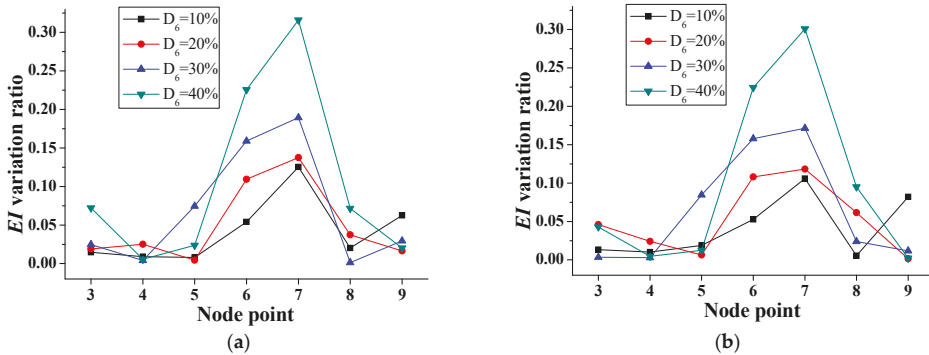 D6=10%
D6=20%
D6=30%
D6=40%
0.30
0.25
0.20
0.15
0.10
0.05
0.00
EI variation ratio
3 4 5 6 7 8 9
Node point
(a)
D6=10%
D6=20%
D6=30%
D6=40%
0.30
0.25
0.20
0.15
0.10
0.05
0.00
EI variation ratio
3 4 5 6 7 8 9
Node point
(b)